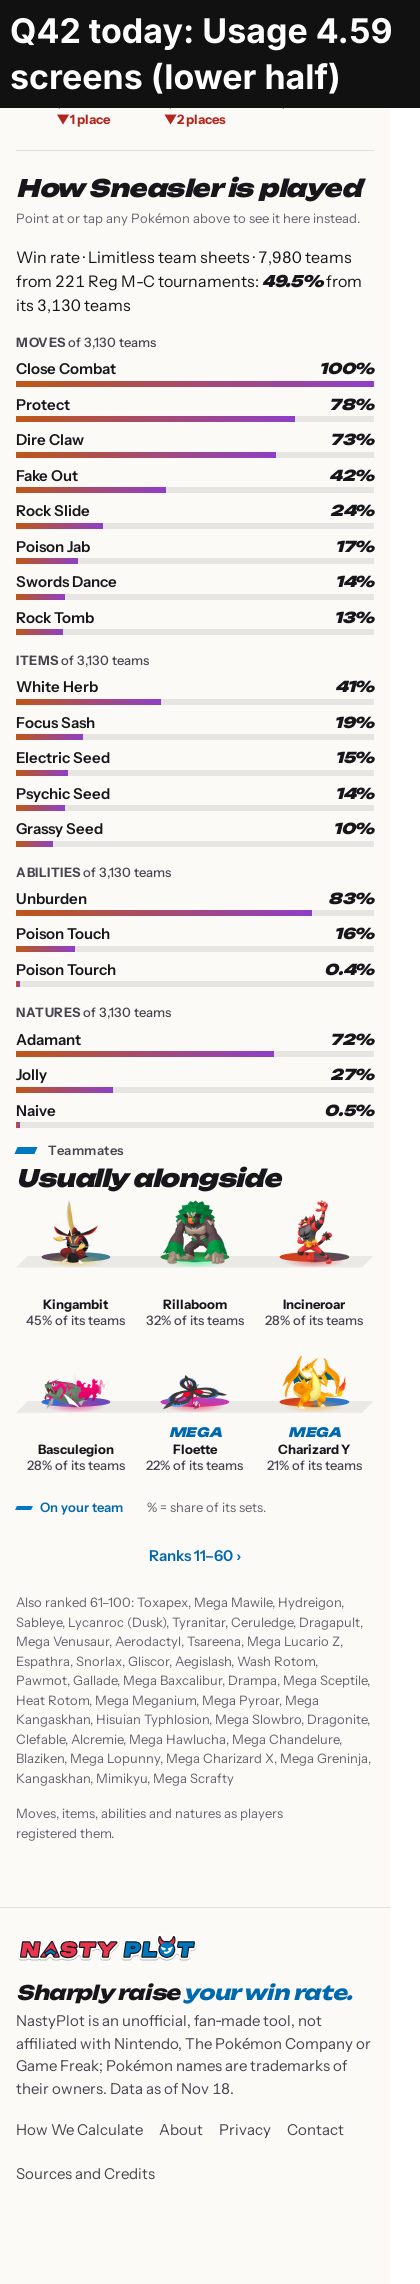 Q42 today: Usage 4.59
screens (lower half)
▼1 place ▼2 places
How Sneasler is played
Point at or tap any Pokémon above to see it here instead.
Win rate · Limitless team sheets · 7,980 teams
from 221 Reg M-C tournaments: 49.5% from
its 3,130 teams
MOVES of 3,130 teams
Close Combat 100%
Protect 78%
Dire Claw 73%
Fake Out 42%
Rock Slide 24%
Poison Jab 17%
Swords Dance 14%
Rock Tomb 13%
ITEMS of 3,130 teams
White Herb 41%
Focus Sash 19%
Electric Seed 15%
Psychic Seed 14%
Grassy Seed 10%
ABILITIES of 3,130 teams
Unburden 83%
Poison Touch 16%
Poison Tourch 0.4%
NATURES of 3,130 teams
Adamant 72%
Jolly 27%
Naive 0.5%
Teammates
Usually alongside
Kingambit Rillaboom Incineroar
45% of its teams 32% of its teams 28% of its teams
MEGA MEGA
Basculegion Floette Charizard Y
28% of its teams 22% of its teams 21% of its teams
On your team % = share of its sets.
Ranks 11–60 ›
Also ranked 61–100: Toxapex, Mega Mawile, Hydreigon,
Sableye, Lycanroc (Dusk), Tyranitar, Ceruledge, Dragapult,
Mega Venusaur, Aerodactyl, Tsareena, Mega Lucario Z,
Espathra, Snorlax, Gliscor, Aegislash, Wash Rotom,
Pawmot, Gallade, Mega Baxcalibur, Drampa, Mega Sceptile,
Heat Rotom, Mega Meganium, Mega Pyroar, Mega
Kangaskhan, Hisuian Typhlosion, Mega Slowbro, Dragonite,
Clefable, Alcremie, Mega Hawlucha, Mega Chandelure,
Blaziken, Mega Lopunny, Mega Charizard X, Mega Greninja,
Kangaskhan, Mimikyu, Mega Scrafty
Moves, items, abilities and natures as players
registered them.
NASTY PLOT
Sharply raise your win rate.
NastyPlot is an unofficial, fan-made tool, not
affiliated with Nintendo, The Pokémon Company or
Game Freak; Pokémon names are trademarks of
their owners. Data as of Nov 18.
How We Calculate About Privacy Contact
Sources and Credits